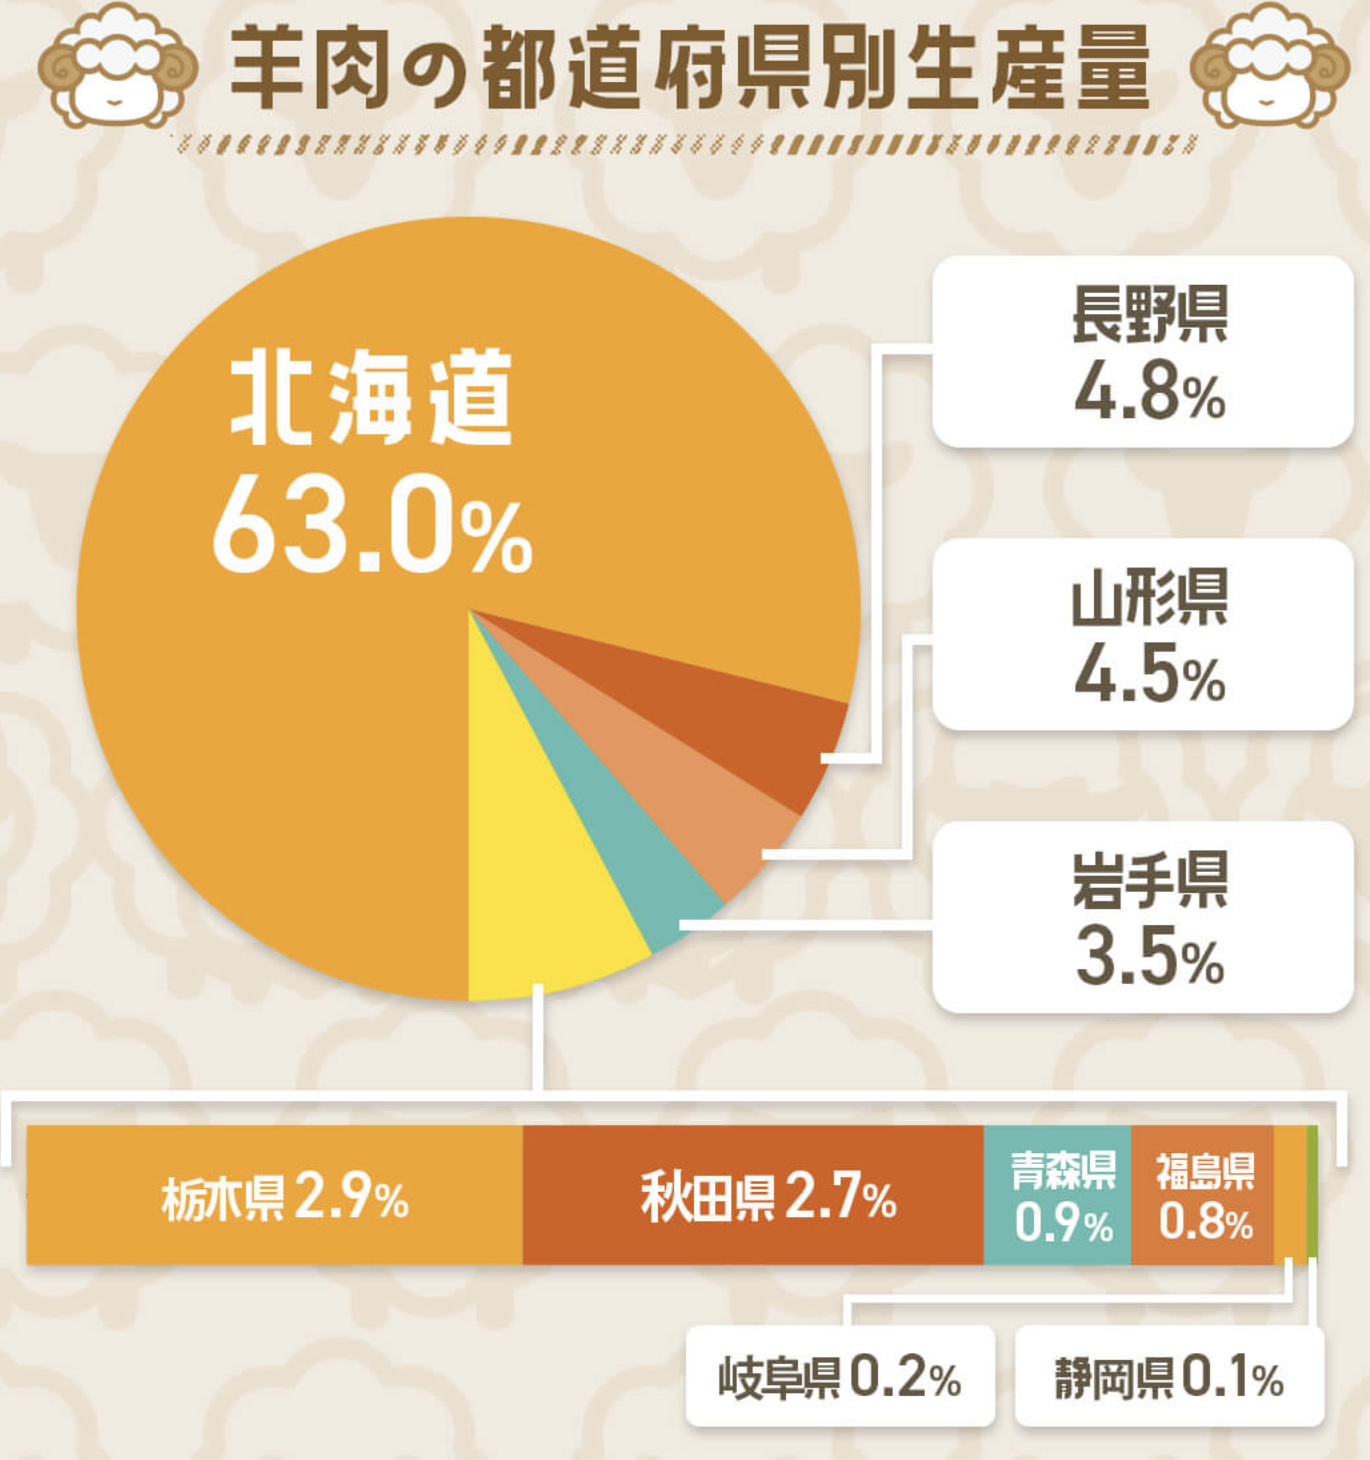 羊肉の都道府県別生産量
北海道
63.0%
長野県
4.8%
山形県
4.5%
岩手県
3.5%
栃木県2.9%
秋田県2.7%
青森県
0.9%
福島県
0.8%
岐阜県0.2%
静岡県0.1%